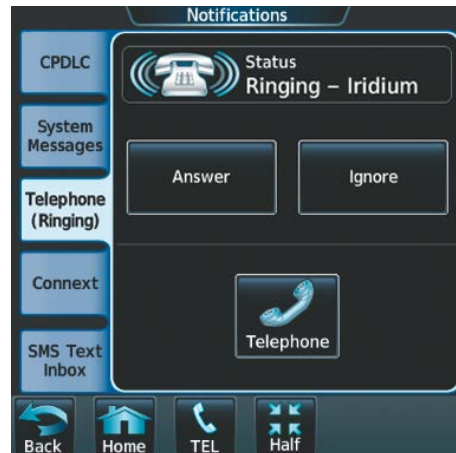 Notifications
CPDLC
System
Messages
Telephone
(Ringing)
Connext
SMS Text
Inbox
Status
Ringing – Iridium
Answer
Ignore
Telephone
Back
Home
TEL
Half